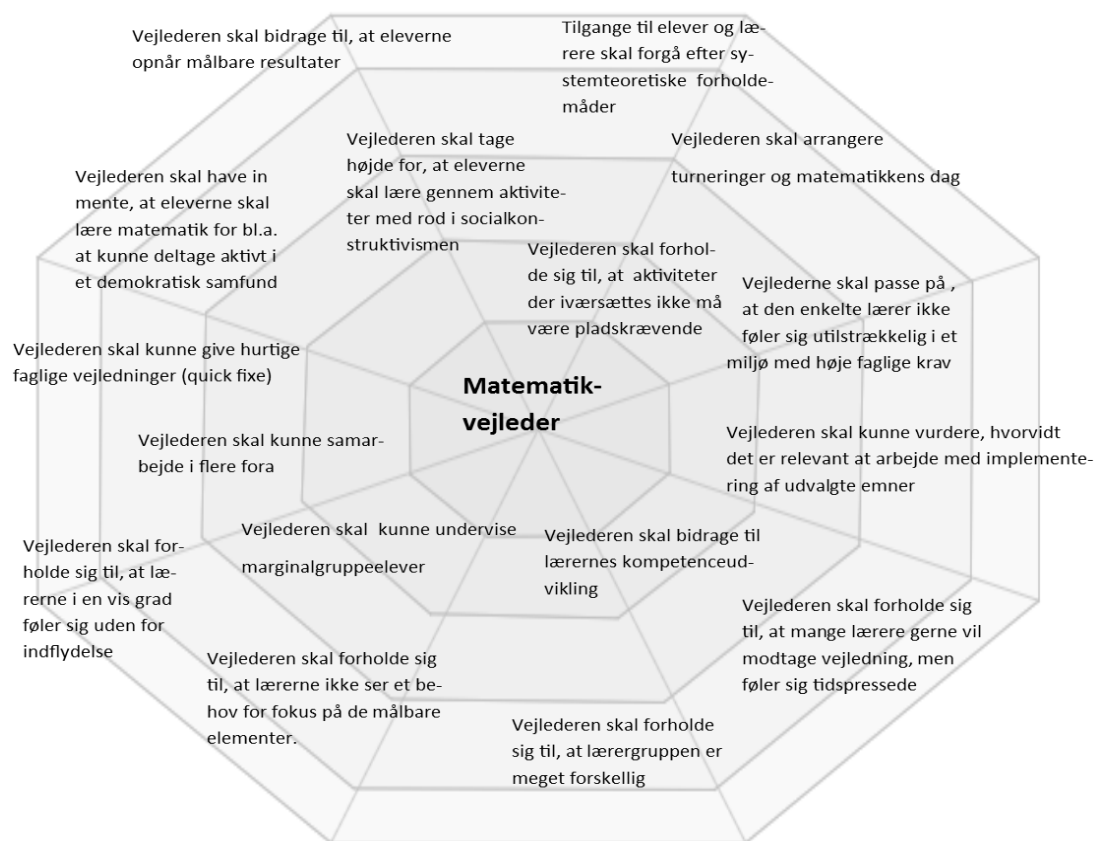 Vejlederen skal bidrage til, at eleverne
opnår målbare resultater
Tilgange til elever og læ-
rere skal forgå efter sy-
stemteoretiske forholde-
måder
Vejlederen skal tage
højde for, at eleverne
skal lære gennem aktivite-
ter med rod i socialkon-
struktivismen
Vejlederen skal arrangere
turneringer og matematikkens dag
Vejlederen skal have in
mente, at eleverne skal
lære matematik for bl.a.
at kunne deltage aktivt i
et demokratisk samfund
Vejlederen skal forhol-
de sig til, at aktiviteter
der iværsættes ikke må
være pladskrævende
Vejlederne skal passe på ,
at den enkelte lærer ikke
føler sig utilstrækkelig i et
miljø med høje faglige krav
Vejlederen skal kunne give hurtige
faglige vejledninger (quick fixe)
Matematik-
vejleder
Vejlederen skal kunne samar-
bejde i flere fora
Vejlederen skal kunne vurdere, hvorvidt
det er relevant at arbejde med implemente-
ring af udvalgte emner
Vejlederen skal kunne undervise
marginalgruppeelever
Vejlederen skal bidrage til
lærernes kompetenceud-
vikling
Vejlederen skal for-
holde sig til, at læ-
rerne i en vis grad
føler sig uden for
indflydelse
Vejlederen skal forholde sig
til, at mange lærere gerne vil
modtage vejledning, men
føler sig tidspressede
Vejlederen skal forholde sig
til, at lærerne ikke ser et be-
hov for fokus på de målbare
elementer.
Vejlederen skal forholde
sig til, at lærergruppen er
meget forskellig